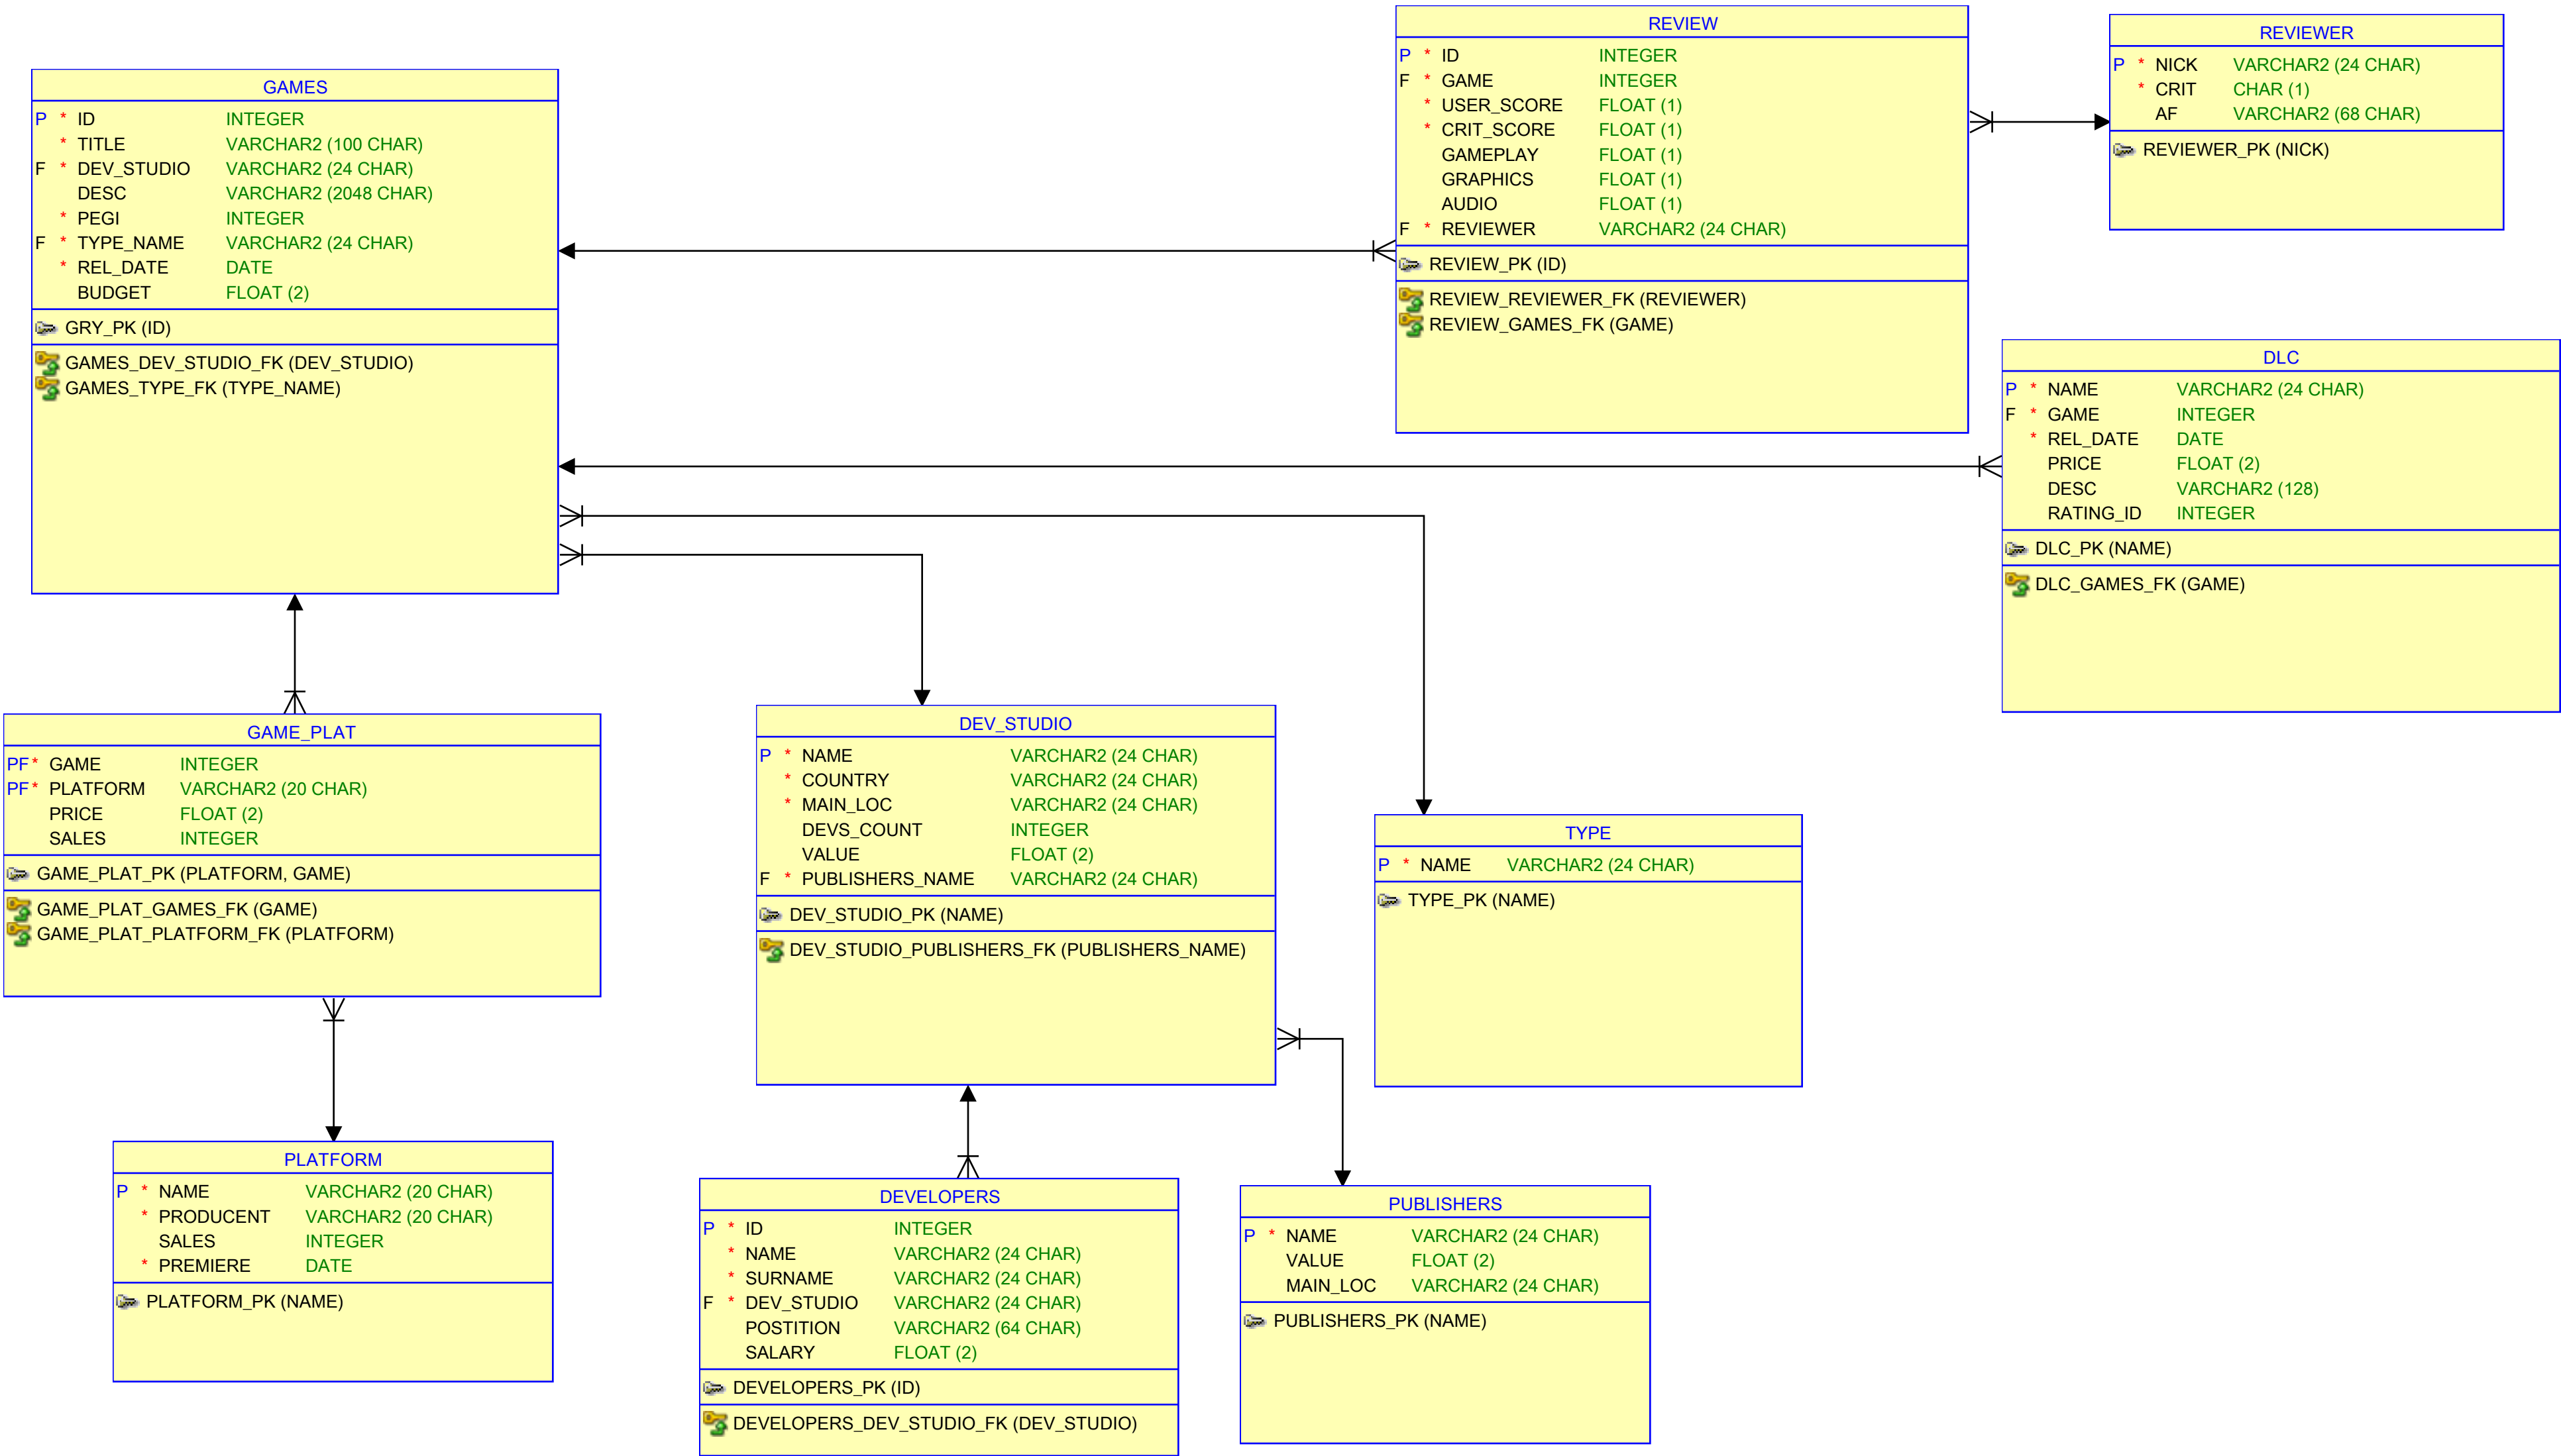 GAMES
P * ID INTEGER
* TITLE VARCHAR2 (100 CHAR)
F * DEV_STUDIO VARCHAR2 (24 CHAR)
DESC VARCHAR2 (2048 CHAR)
* PEGI INTEGER
F * TYPE_NAME VARCHAR2 (24 CHAR)
* REL_DATE DATE
BUDGET FLOAT (2)
GRY_PK (ID)
GAMES_DEV_STUDIO_FK (DEV_STUDIO)
GAMES_TYPE_FK (TYPE_NAME)
REVIEW
P * ID INTEGER
F * GAME INTEGER
* USER_SCORE FLOAT (1)
* CRIT_SCORE FLOAT (1)
GAMEPLAY FLOAT (1)
GRAPHICS FLOAT (1)
AUDIO FLOAT (1)
F * REVIEWER VARCHAR2 (24 CHAR)
REVIEW_PK (ID)
REVIEW_REVIEWER_FK (REVIEWER)
REVIEW_GAMES_FK (GAME)
REVIEWER
P * NICK VARCHAR2 (24 CHAR)
* CRIT CHAR (1)
AF VARCHAR2 (68 CHAR)
REVIEWER_PK (NICK)
DLC
P * NAME VARCHAR2 (24 CHAR)
F * GAME INTEGER
* REL_DATE DATE
PRICE FLOAT (2)
DESC VARCHAR2 (128)
RATING_ID INTEGER
DLC_PK (NAME)
DLC_GAMES_FK (GAME)
GAME_PLAT
PF* GAME INTEGER
PF* PLATFORM VARCHAR2 (20 CHAR)
PRICE FLOAT (2)
SALES INTEGER
GAME_PLAT_PK (PLATFORM, GAME)
GAME_PLAT_GAMES_FK (GAME)
GAME_PLAT_PLATFORM_FK (PLATFORM)
DEV_STUDIO
P * NAME VARCHAR2 (24 CHAR)
* COUNTRY VARCHAR2 (24 CHAR)
* MAIN_LOC VARCHAR2 (24 CHAR)
DEVS_COUNT INTEGER
VALUE FLOAT (2)
F * PUBLISHERS_NAME VARCHAR2 (24 CHAR)
DEV_STUDIO_PK (NAME)
DEV_STUDIO_PUBLISHERS_FK (PUBLISHERS_NAME)
TYPE
P * NAME VARCHAR2 (24 CHAR)
TYPE_PK (NAME)
PLATFORM
P * NAME VARCHAR2 (20 CHAR)
* PRODUCENT VARCHAR2 (20 CHAR)
SALES INTEGER
* PREMIERE DATE
PLATFORM_PK (NAME)
DEVELOPERS
P * ID INTEGER
* NAME VARCHAR2 (24 CHAR)
* SURNAME VARCHAR2 (24 CHAR)
F * DEV_STUDIO VARCHAR2 (24 CHAR)
POSTITION VARCHAR2 (64 CHAR)
SALARY FLOAT (2)
DEVELOPERS_PK (ID)
DEVELOPERS_DEV_STUDIO_FK (DEV_STUDIO)
PUBLISHERS
P * NAME VARCHAR2 (24 CHAR)
VALUE FLOAT (2)
MAIN_LOC VARCHAR2 (24 CHAR)
PUBLISHERS_PK (NAME)